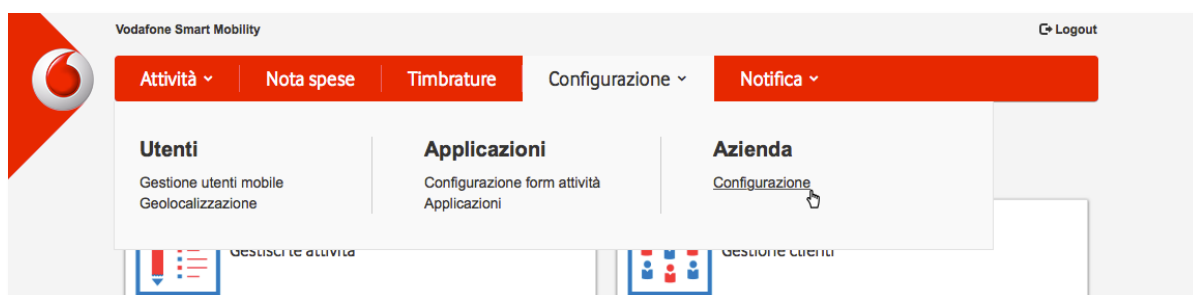 Vodafone Smart Mobility
Logout
Attività
Nota spese
Timbrature
Configurazione
Notifica
Utenti
Gestione utenti mobile
Geolocalizzazione
Applicazioni
Configurazione form attività
Applicazioni
Azienda
Configurazione
Gestisci le attività
Gestione clienti